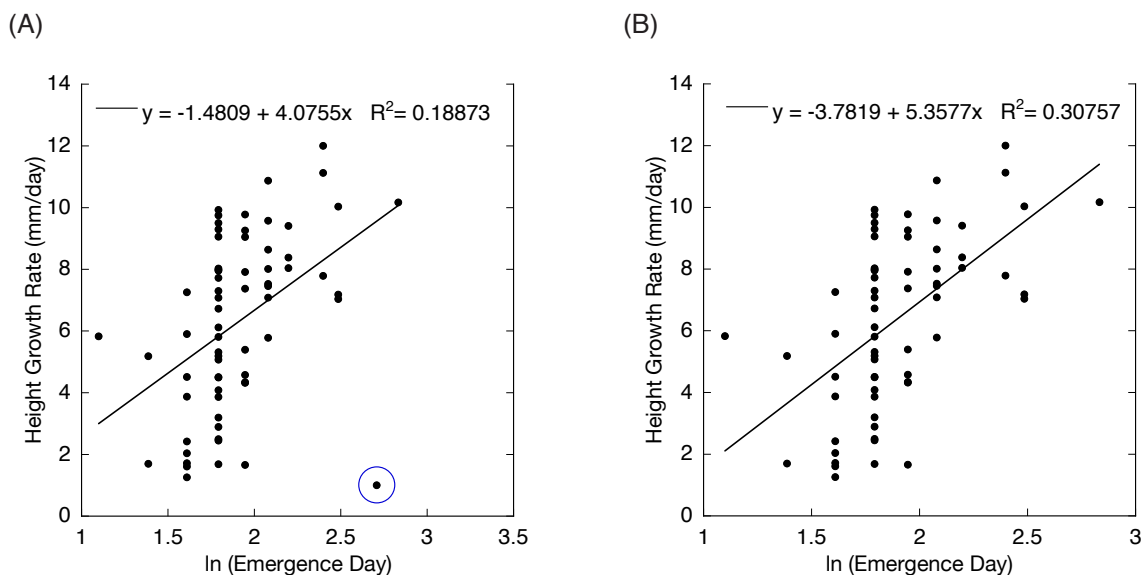 (A)
14
12
10
8
6
4
2
0
Height Growth Rate (mm/day)
y = -1.4809 + 4.0755x R²= 0.18873
1 1.5 2 2.5 3 3.5
ln (Emergence Day)
(B)
14
12
10
8
6
4
2
0
Height Growth Rate (mm/day)
y = -3.7819 + 5.3577x R²= 0.30757
1 1.5 2 2.5 3
ln (Emergence Day)